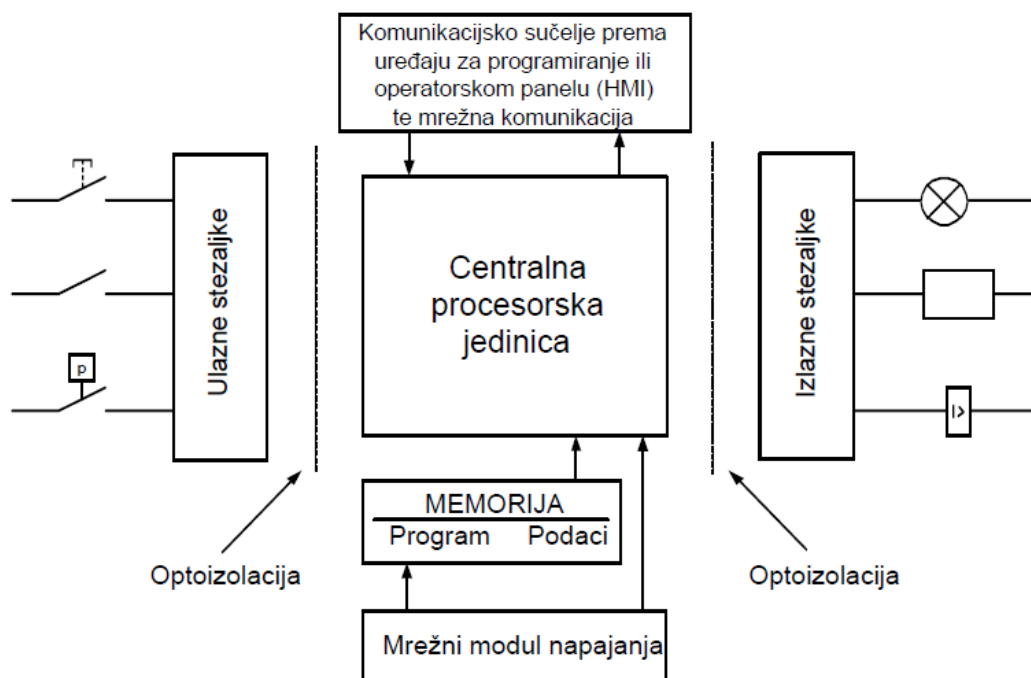 Komunikacijsko sučelje prema
uređaju za programiranje ili
operatorskom panelu (HMI)
te mrežna komunikacija
Ulazne stezaljke
p
Centralna
procesorska
jedinica
Izlazne stezaljke
I>
MEMORIJA
Program Podaci
Optoizolacija
Optoizolacija
Mrežni modul napajanja